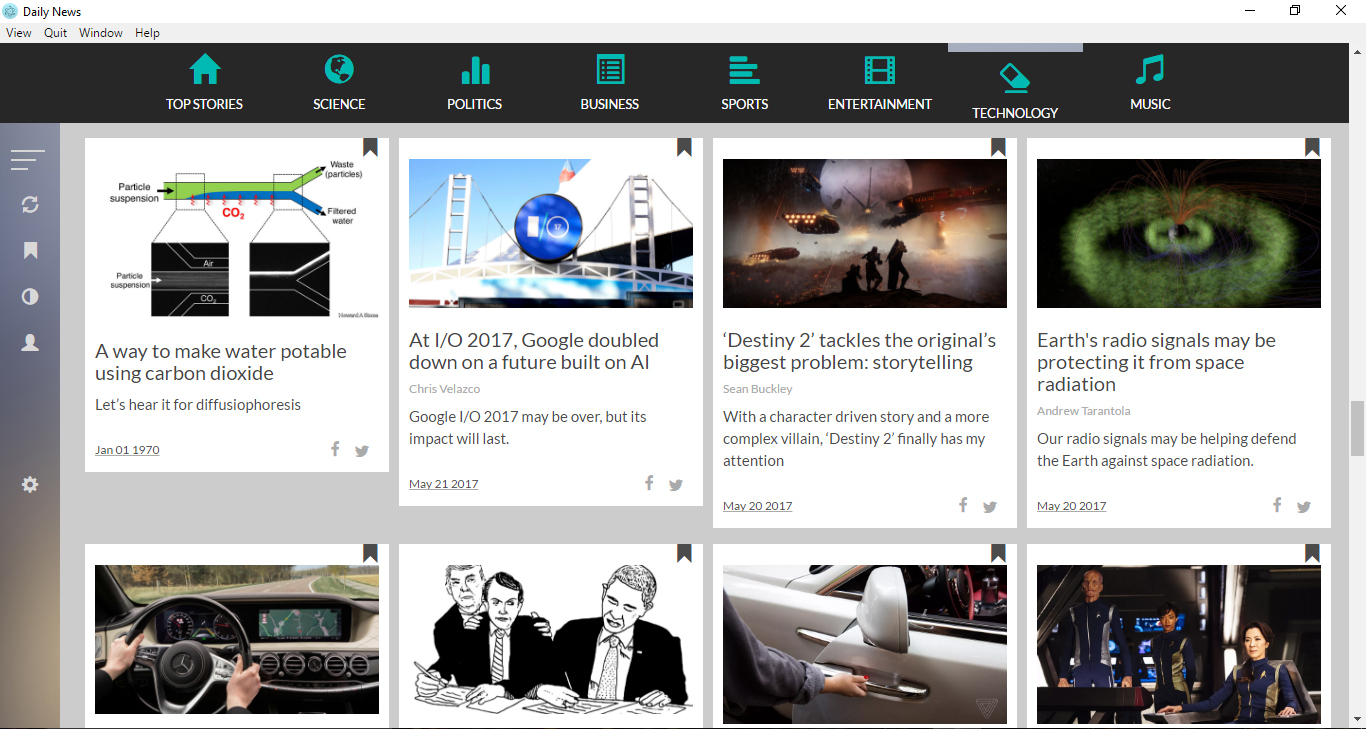 Daily News
View Quit Window Help
TOP STORIES
SCIENCE
POLITICS
BUSINESS
SPORTS
ENTERTAINMENT
TECHNOLOGY
MUSIC
Waste
(particles)
Particle
suspension
CO₂
Filtered
water
Air
Particle
suspension
CO₂
Howard A Stone
A way to make water potable
using carbon dioxide
Let's hear it for diffusiophoresis
Jan 01 1970
17
At I/O 2017, Google doubled
down on a future built on AI
Chris Velazco
Google I/O 2017 may be over, but its
impact will last.
May 21 2017
‘Destiny 2’ tackles the original’s
biggest problem: storytelling
Sean Buckley
With a character driven story and a more
complex villain, ‘Destiny 2’ finally has my
attention
May 20 2017
Earth's radio signals may be
protecting it from space
radiation
Andrew Tarantola
Our radio signals may be helping defend
the Earth against space radiation.
May 20 2017